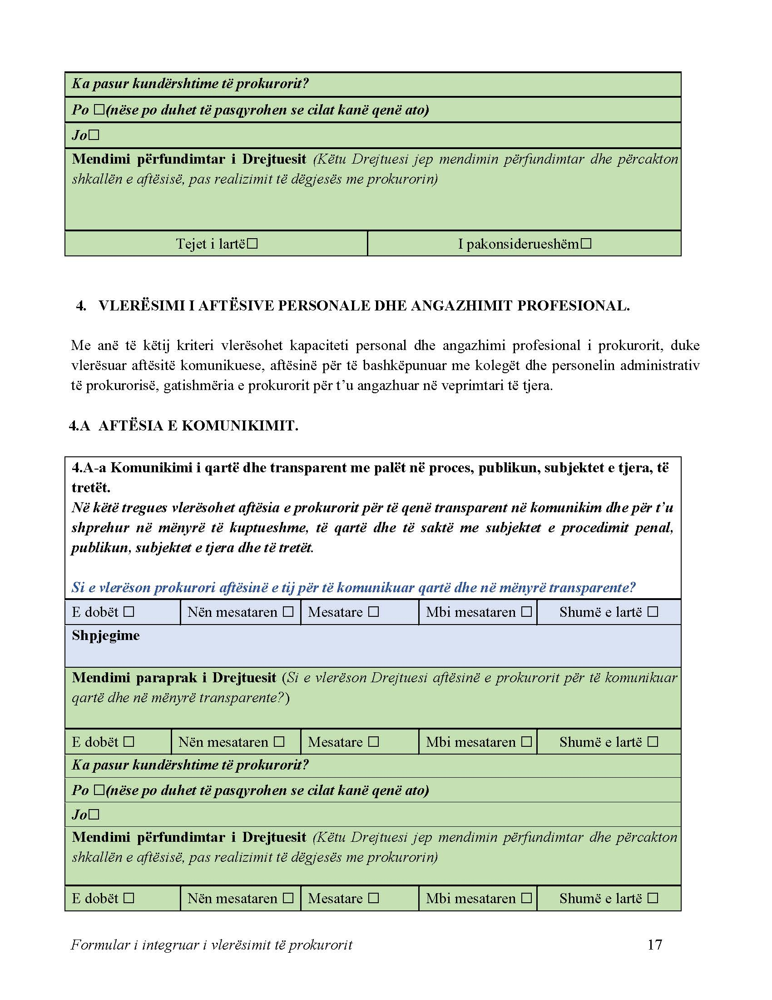 Ka pasur kundërshtime të prokurorit?
Po ☐(nëse po duhet të pasqyrohen se cilat kanë qenë ato)
Jo☐
Mendimi përfundimtar i Drejtuesit (Këtu Drejtuesi jep mendimin përfundimtar dhe përcakton
shkallën e aftësisë, pas realizimit të dëgjesës me prokurorin)
Tejet i lartë☐ I pakonsiderueshëm☐
4. VLERËSIMI I AFTËSIVE PERSONALE DHE ANGAZHIMIT PROFESIONAL.
Me anë të këtij kriteri vlerësohet kapaciteti personal dhe angazhimi profesional i prokurorit, duke
vlerësuar aftësitë komunikuese, aftësinë për të bashkëpunuar me kolegët dhe personelin administrativ
të prokurorisë, gatishmëria e prokurorit për t’u angazhuar në veprimtari të tjera.
4.A AFTËSIA E KOMUNIKIMIT.
4.A-a Komunikimi i qartë dhe transparent me palët në proces, publikun, subjektet e tjera, të
tretët.
Në këtë tregues vlerësohet aftësia e prokurorit për të qenë transparent në komunikim dhe për t’u
shprehur në mënyrë të kuptueshme, të qartë dhe të saktë me subjektet e procedimit penal,
publikun, subjektet e tjera dhe të tretët.
Si e vlerëson prokurori aftësinë e tij për të komunikuar qartë dhe në mënyrë transparente?
E dobët ☐ Nën mesataren ☐ Mesatare ☐ Mbi mesataren ☐ Shumë e lartë ☐
Shpjegime
Mendimi paraprak i Drejtuesit (Si e vlerëson Drejtuesi aftësinë e prokurorit për të komunikuar
qartë dhe në mënyrë transparente?)
E dobët ☐ Nën mesataren ☐ Mesatare ☐ Mbi mesataren ☐ Shumë e lartë ☐
Ka pasur kundërshtime të prokurorit?
Po ☐(nëse po duhet të pasqyrohen se cilat kanë qenë ato)
Jo☐
Mendimi përfundimtar i Drejtuesit (Këtu Drejtuesi jep mendimin përfundimtar dhe përcakton
shkallën e aftësisë, pas realizimit të dëgjesës me prokurorin)
E dobët ☐ Nën mesataren ☐ Mesatare ☐ Mbi mesataren ☐ Shumë e lartë ☐
Formular i integruar i vlerësimit të prokurorit 17